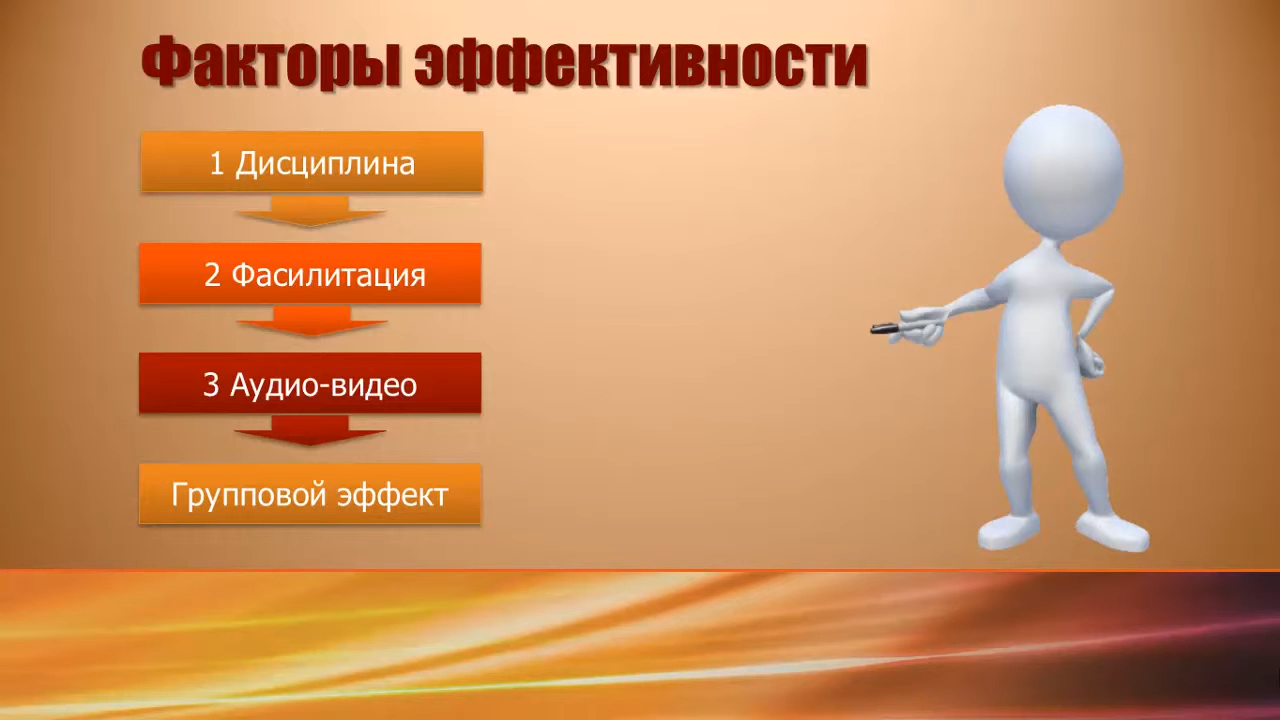 Факторы эффективности
1 Дисциплина
2 Фасилитация
3 Аудио-видео
Групповой эффект